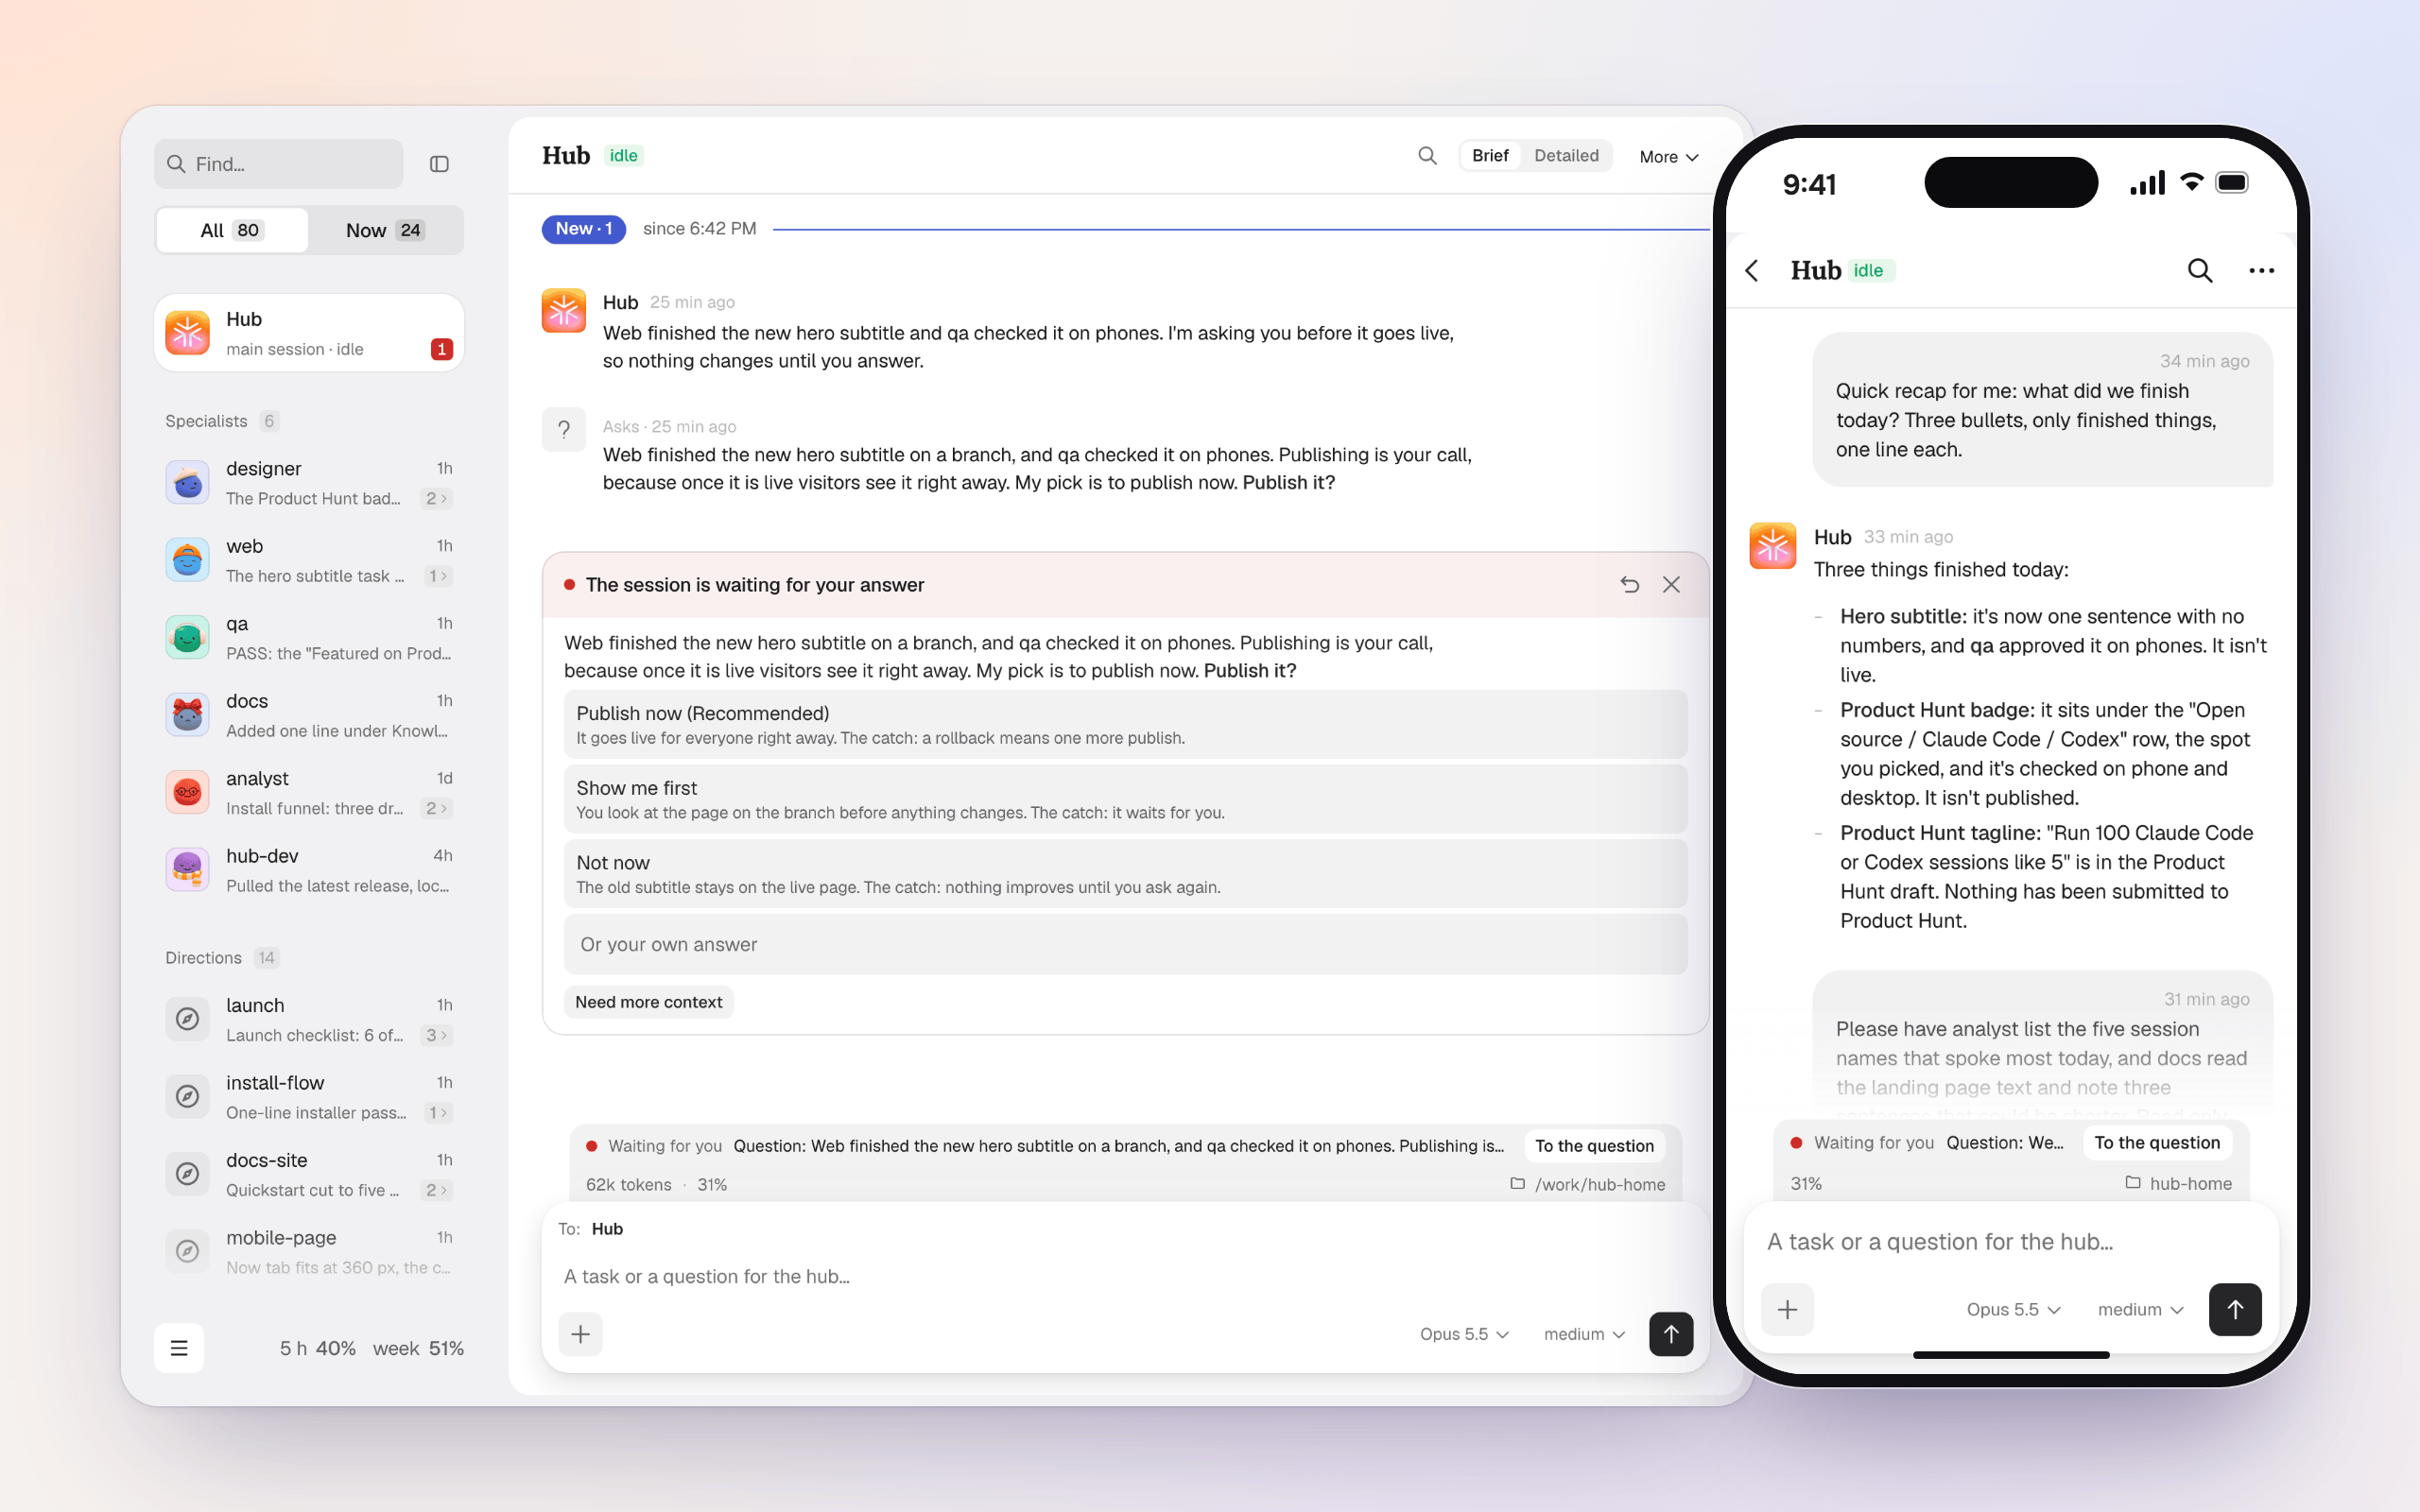 Find...
All 80
Now 24
Hub
main session · idle
1
Specialists 6
designer 1h
The Product Hunt bad... 2 >
web 1h
The hero subtitle task ... 1 >
qa 1h
PASS: the "Featured on Prod...
docs 1h
Added one line under Knowl...
analyst 1d
Install funnel: three dr... 2 >
hub-dev 4h
Pulled the latest release, loc...
Directions 14
launch 1h
Launch checklist: 6 of... 3 >
install-flow 1h
One-line installer pass... 1 >
docs-site 1h
Quickstart cut to five ... 2 >
mobile-page 1h
Now tab fits at 360 px, the c...
5 h 40% week 51%
Hub idle
Brief Detailed More
New · 1 since 6:42 PM
Hub 25 min ago
Web finished the new hero subtitle and qa checked it on phones. I'm asking you before it goes live,
so nothing changes until you answer.
?
Asks · 25 min ago
Web finished the new hero subtitle on a branch, and qa checked it on phones. Publishing is your call,
because once it is live visitors see it right away. My pick is to publish now. Publish it?
The session is waiting for your answer
Web finished the new hero subtitle on a branch, and qa checked it on phones. Publishing is your call,
because once it is live visitors see it right away. My pick is to publish now. Publish it?
Publish now (Recommended)
It goes live for everyone right away. The catch: a rollback means one more publish.
Show me first
You look at the page on the branch before anything changes. The catch: it waits for you.
Not now
The old subtitle stays on the live page. The catch: nothing improves until you ask again.
Or your own answer
Need more context
Waiting for you Question: Web finished the new hero subtitle on a branch, and qa checked it on phones. Publishing is... To the question
62k tokens · 31% /work/hub-home
To: Hub
A task or a question for the hub...
Opus 5.5 medium
9:41
Hub idle
34 min ago
Quick recap for me: what did we finish
today? Three bullets, only finished things,
one line each.
Hub 33 min ago
Three things finished today:
- Hero subtitle: it's now one sentence with no
numbers, and qa approved it on phones. It isn't
live.
- Product Hunt badge: it sits under the "Open
source / Claude Code / Codex" row, the spot
you picked, and it's checked on phone and
desktop. It isn't published.
- Product Hunt tagline: "Run 100 Claude Code
or Codex sessions like 5" is in the Product
Hunt draft. Nothing has been submitted to
Product Hunt.
31 min ago
Please have analyst list the five session
names that spoke most today, and docs read
the landing page text and note three
sentences that could be shorter. Read only
Waiting for you Question: We... To the question
31% hub-home
A task or a question for the hub...
Opus 5.5 medium